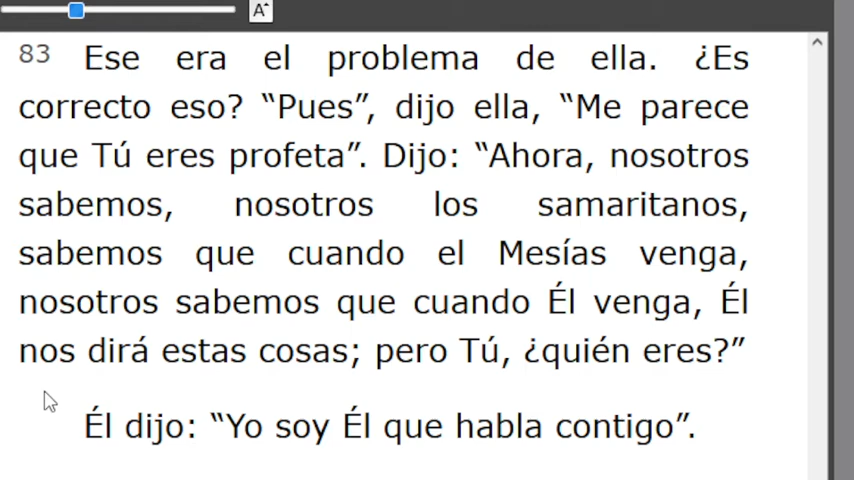 A^
83 Ese era el problema de ella. ¿Es
correcto eso? “Pues”, dijo ella, “Me parece
que Tú eres profeta”. Dijo: “Ahora, nosotros
sabemos, nosotros los samaritanos,
sabemos que cuando el Mesías venga,
nosotros sabemos que cuando Él venga, Él
nos dirá estas cosas; pero Tú, ¿quién eres?”
Él dijo: “Yo soy Él que habla contigo”.